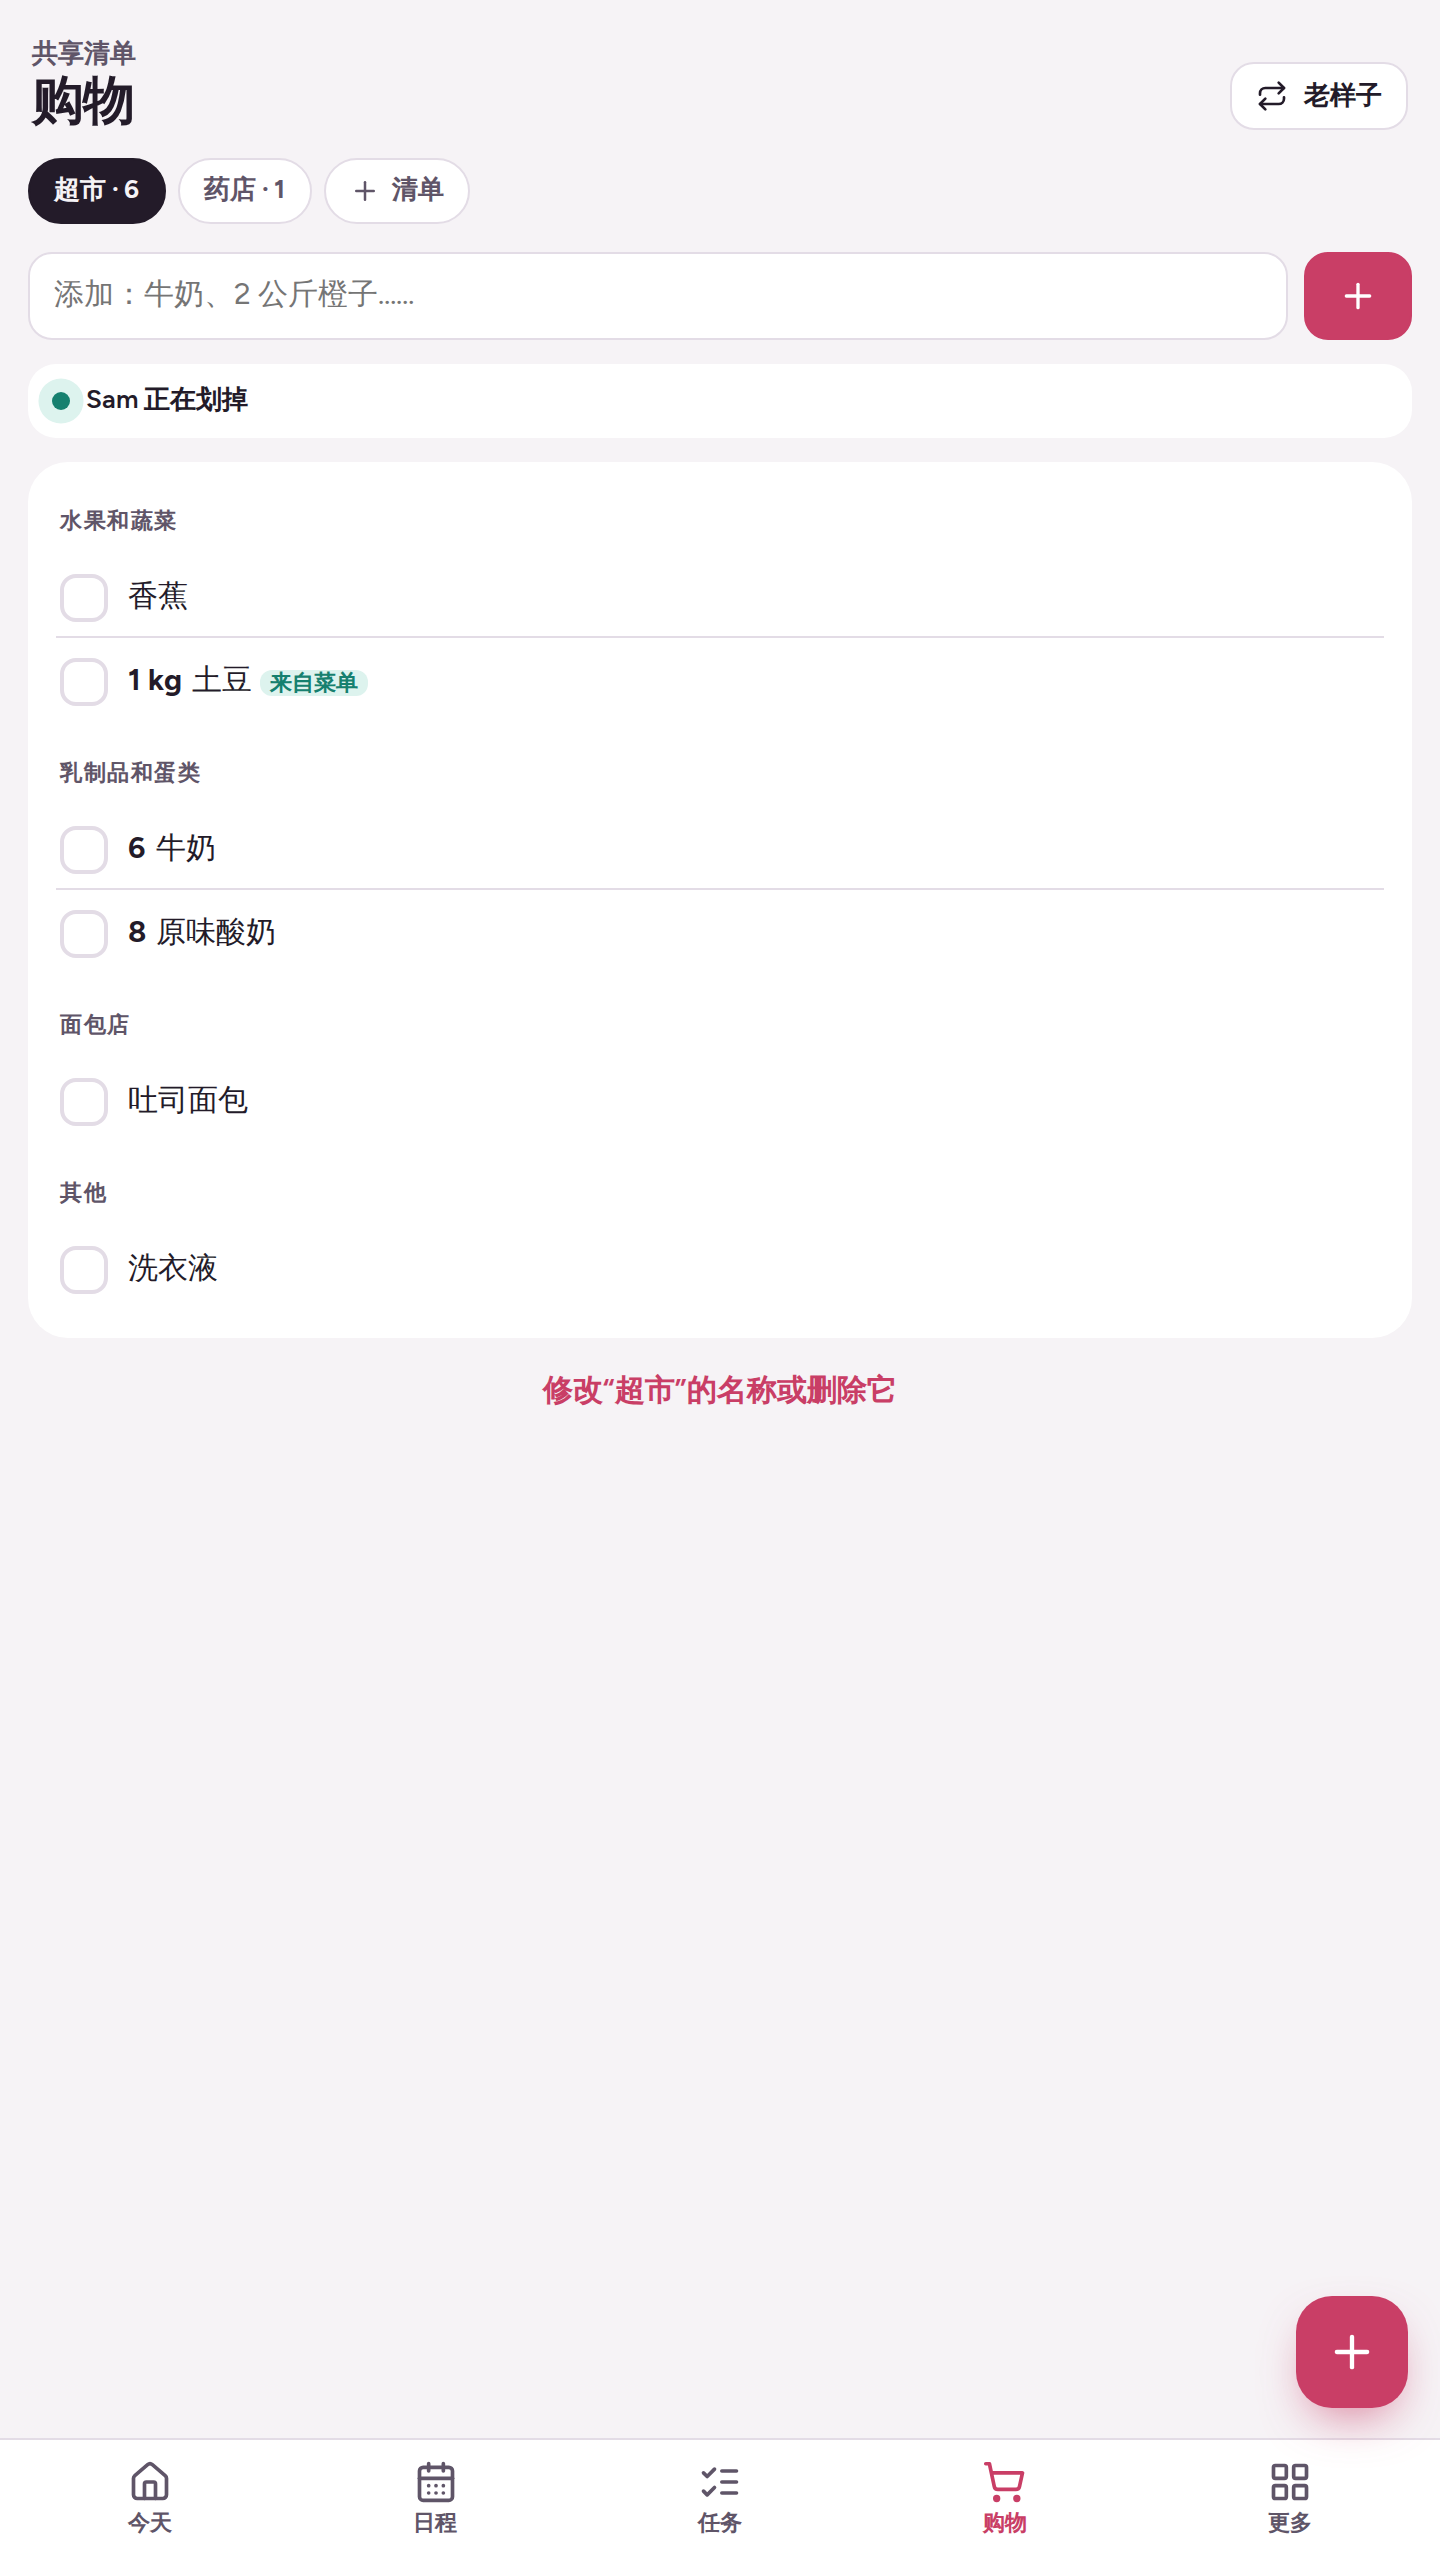 共享清单
购物
老样子
超市 · 6
药店 · 1
清单
添加：牛奶、2 公斤橙子……
Sam 正在划掉
水果和蔬菜
香蕉
1 kg 土豆 来自菜单
乳制品和蛋类
6 牛奶
8 原味酸奶
面包店
吐司面包
其他
洗衣液
修改“超市”的名称或删除它
今天
日程
任务
购物
更多